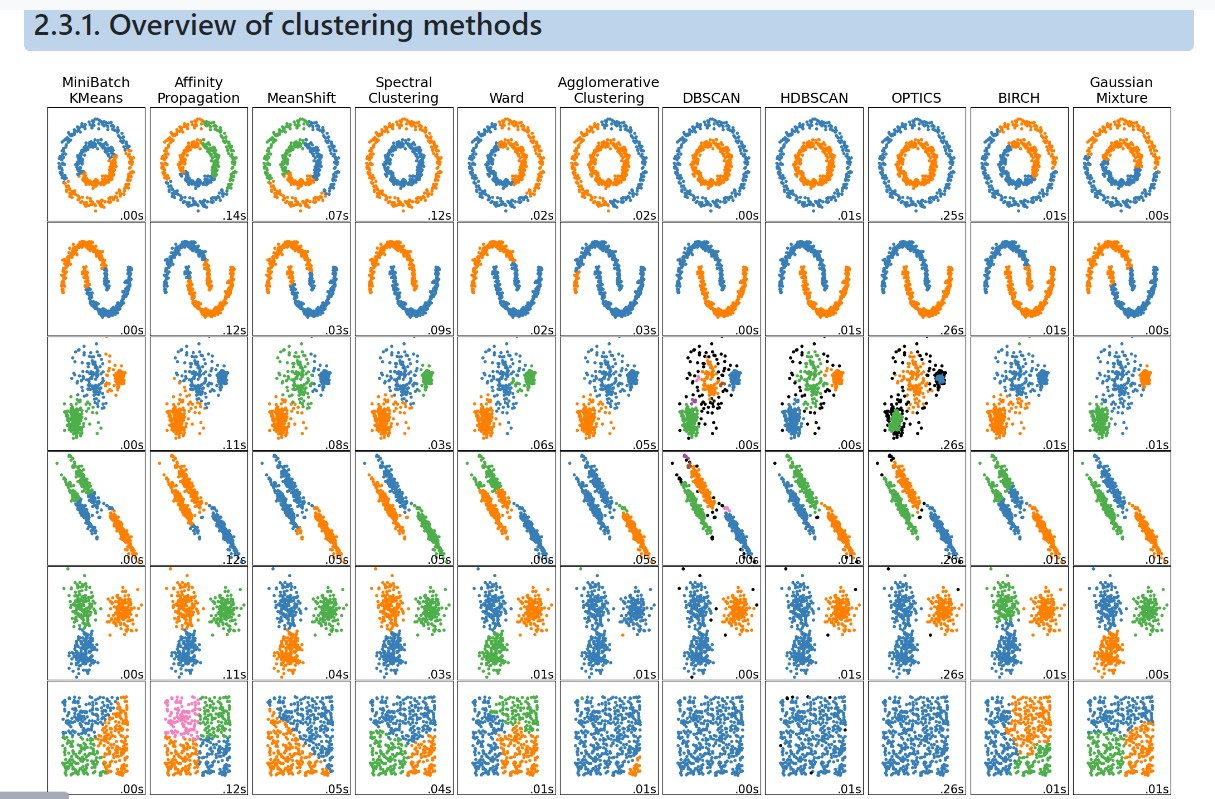 2.3.1. Overview of clustering methods
MiniBatch KMeans
Affinity Propagation
MeanShift
Spectral Clustering
Ward
Agglomerative Clustering
DBSCAN
HDBSCAN
OPTICS
BIRCH
Gaussian Mixture
.00s .14s .07s .12s .02s .02s .00s .01s .25s .01s .00s
.00s .12s .03s .09s .02s .03s .00s .01s .26s .01s .00s
.00s .11s .08s .03s .06s .05s .00s .00s .26s .01s .01s
.00s .12s .05s .05s .06s .05s .00s .01s .26s .01s .01s
.00s .11s .04s .03s .01s .01s .00s .01s .26s .01s .00s
.00s .12s .05s .04s .01s .01s .00s .01s .26s .01s .01s